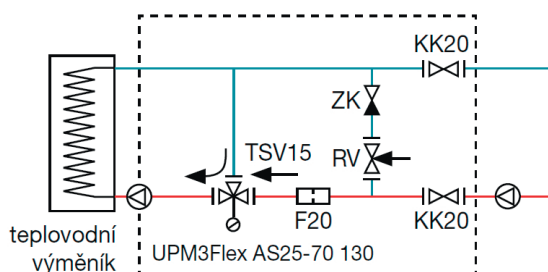 KK20
ZK
TSV15
RV
F20
KK20
teplovodní
výměník
UPM3Flex AS25-70 130